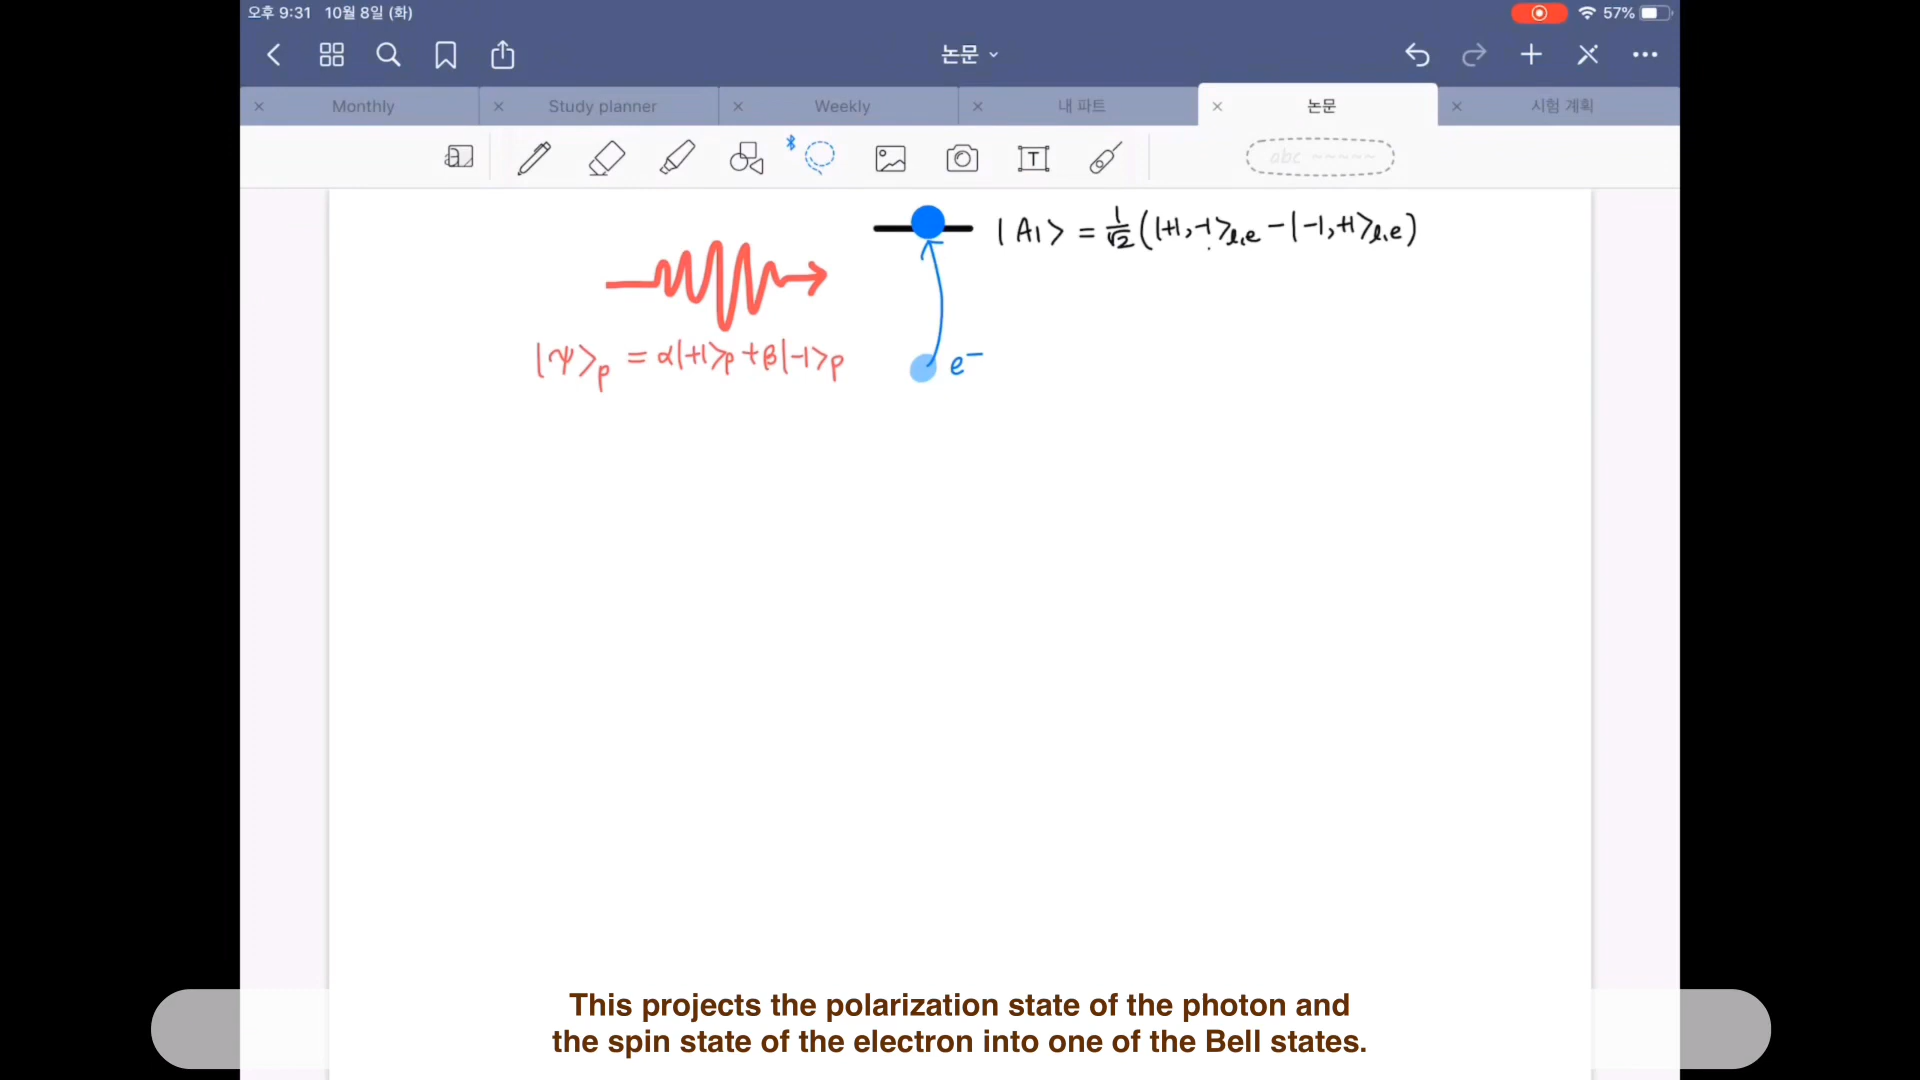 오후 9:31 10월 8일 (화) 57%
논문
Monthly Study planner Weekly 내 파트 논문 시험 계획
abc ~~~~~
|A₁⟩ = 1/√2 (|+1,-1⟩ₗ,ₑ - |-1,+1⟩ₗ,ₑ)
|ψ⟩p = α|+1⟩p + β|-1⟩p
e⁻
This projects the polarization state of the photon and
the spin state of the electron into one of the Bell states.